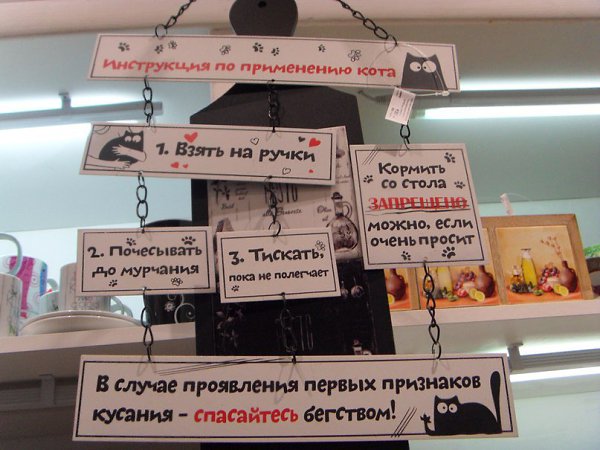 Инструкция по применению кота
1. Взять на ручки
Кормить
со стола
ЗАПРЕЩЕНО
можно, если
очень просит
2. Почесывать
до мурчания
3. Тискать,
пока не полегчает
В случае проявления первых признаков
кусания - спасайтесь бегством!